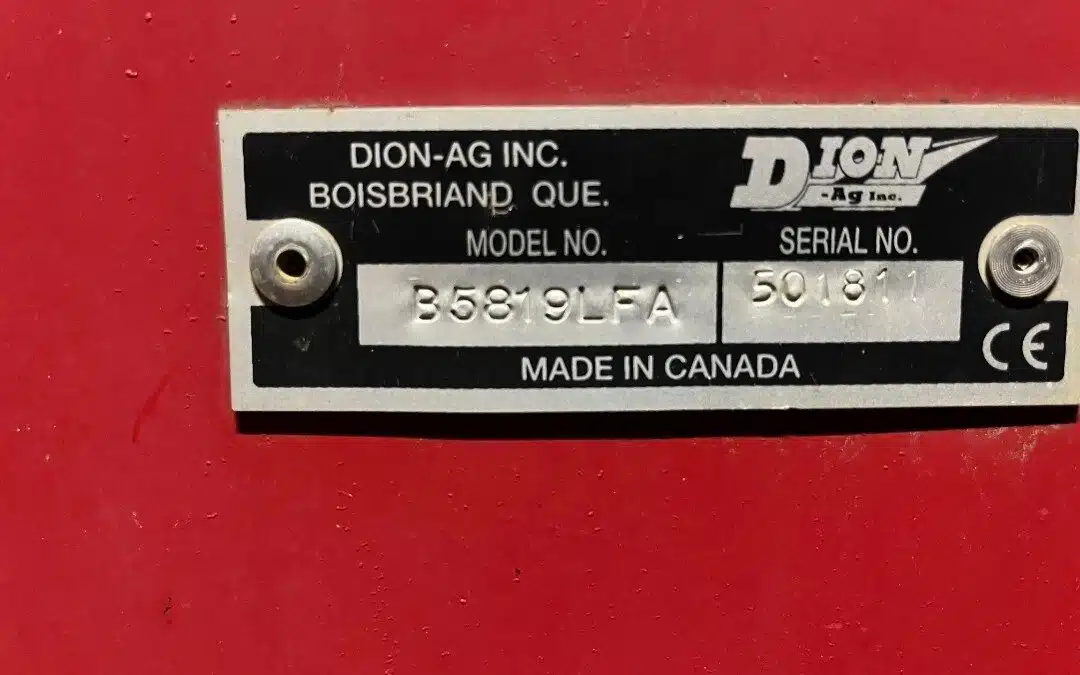 DION-AG INC.
BOISBRIAND QUE.
DION
-Ag Inc.
MODEL NO.
SERIAL NO.
B5819LFA
501811
MADE IN CANADA
CE